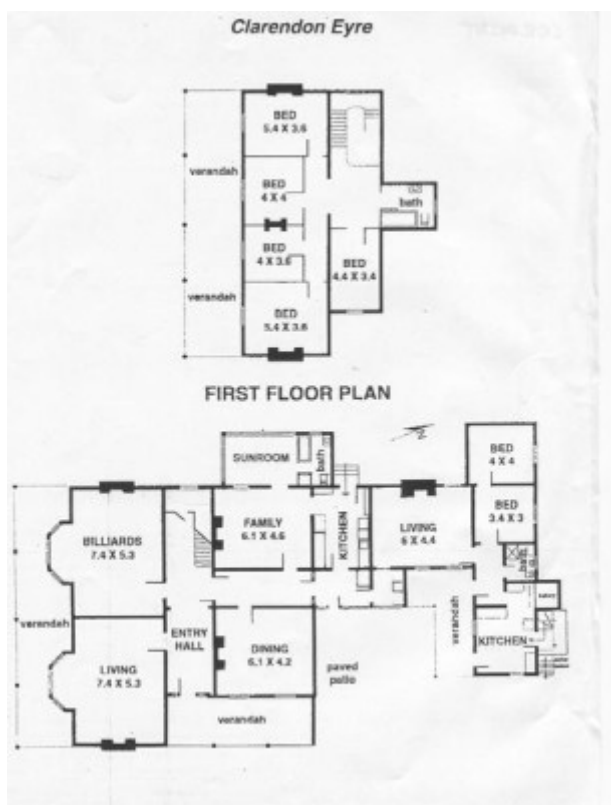 Clarendon Eyre
BED
5.4 X 3.6
verandah
BED
4 X 4
bath
BED
4 X 3.6
BED
4.4 X 3.4
verandah
BED
5.4 X 3.6
FIRST FLOOR PLAN
SUNROOM
bath
BED
4 X 4
BILLIARDS
7.4 X 5.3
FAMILY
6.1 X 4.6
KITCHEN
LIVING
6 X 4.4
BED
3.4 X 3
bath
verandah
ENTRY
HALL
LIVING
7.4 X 5.3
DINING
6.1 X 4.2
paved
patio
verandah
KITCHEN
verandah